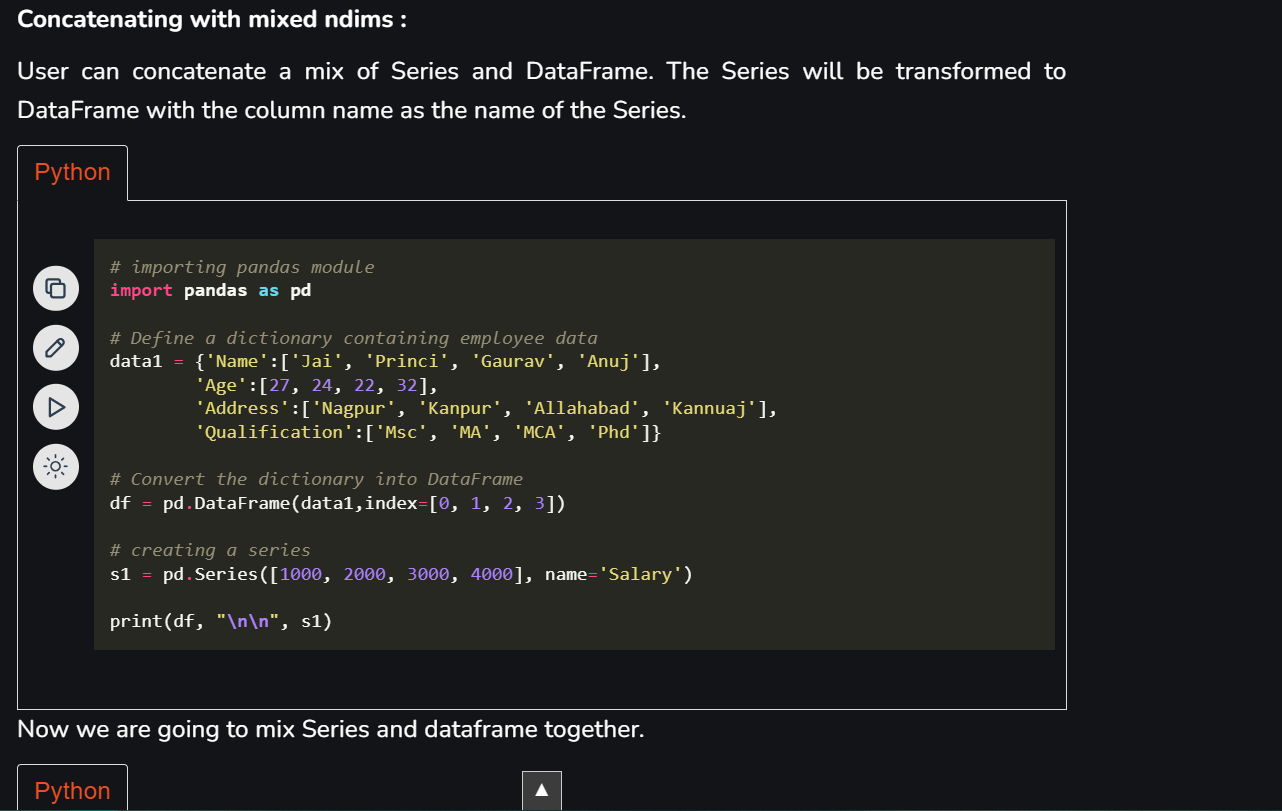 Concatenating with mixed ndims :
User can concatenate a mix of Series and DataFrame. The Series will be transformed to
DataFrame with the column name as the name of the Series.
Python
# importing pandas module
import pandas as pd
# Define a dictionary containing employee data
data1 = {'Name':['Jai', 'Princi', 'Gaurav', 'Anuj'],
'Age':[27, 24, 22, 32],
'Address':['Nagpur', 'Kanpur', 'Allahabad', 'Kannuaj'],
'Qualification':['Msc', 'MA', 'MCA', 'Phd']}
# Convert the dictionary into DataFrame
df = pd.DataFrame(data1,index=[0, 1, 2, 3])
# creating a series
s1 = pd.Series([1000, 2000, 3000, 4000], name='Salary')
print(df, "\n\n", s1)
Now we are going to mix Series and dataframe together.
Python